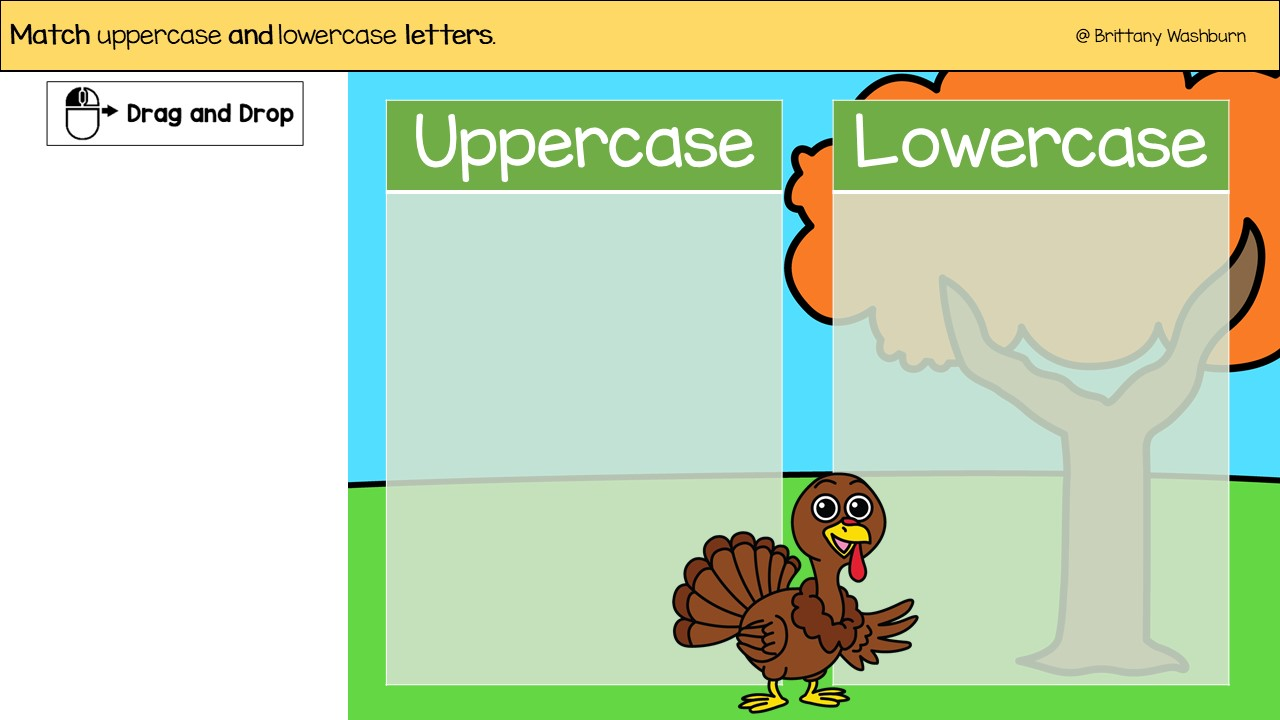 Match uppercase and lowercase letters.
@ Brittany Washburn
Drag and Drop
Uppercase
Lowercase